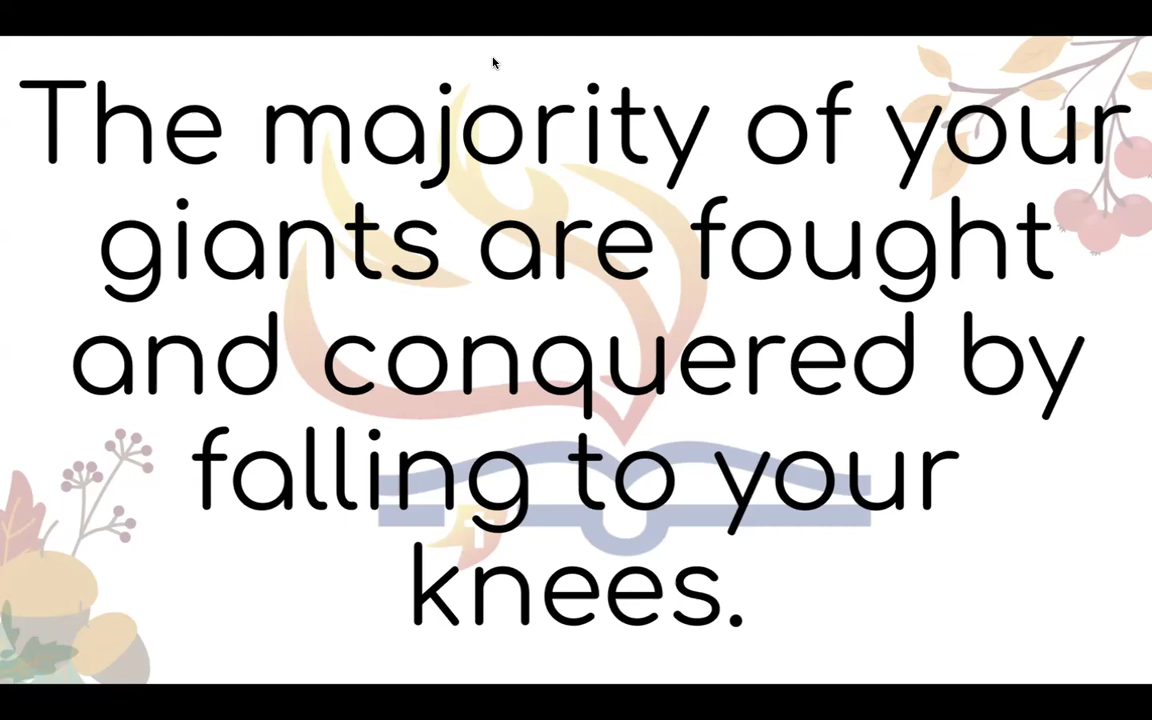 The majority of your
giants are fought
and conquered by
falling to your
knees.